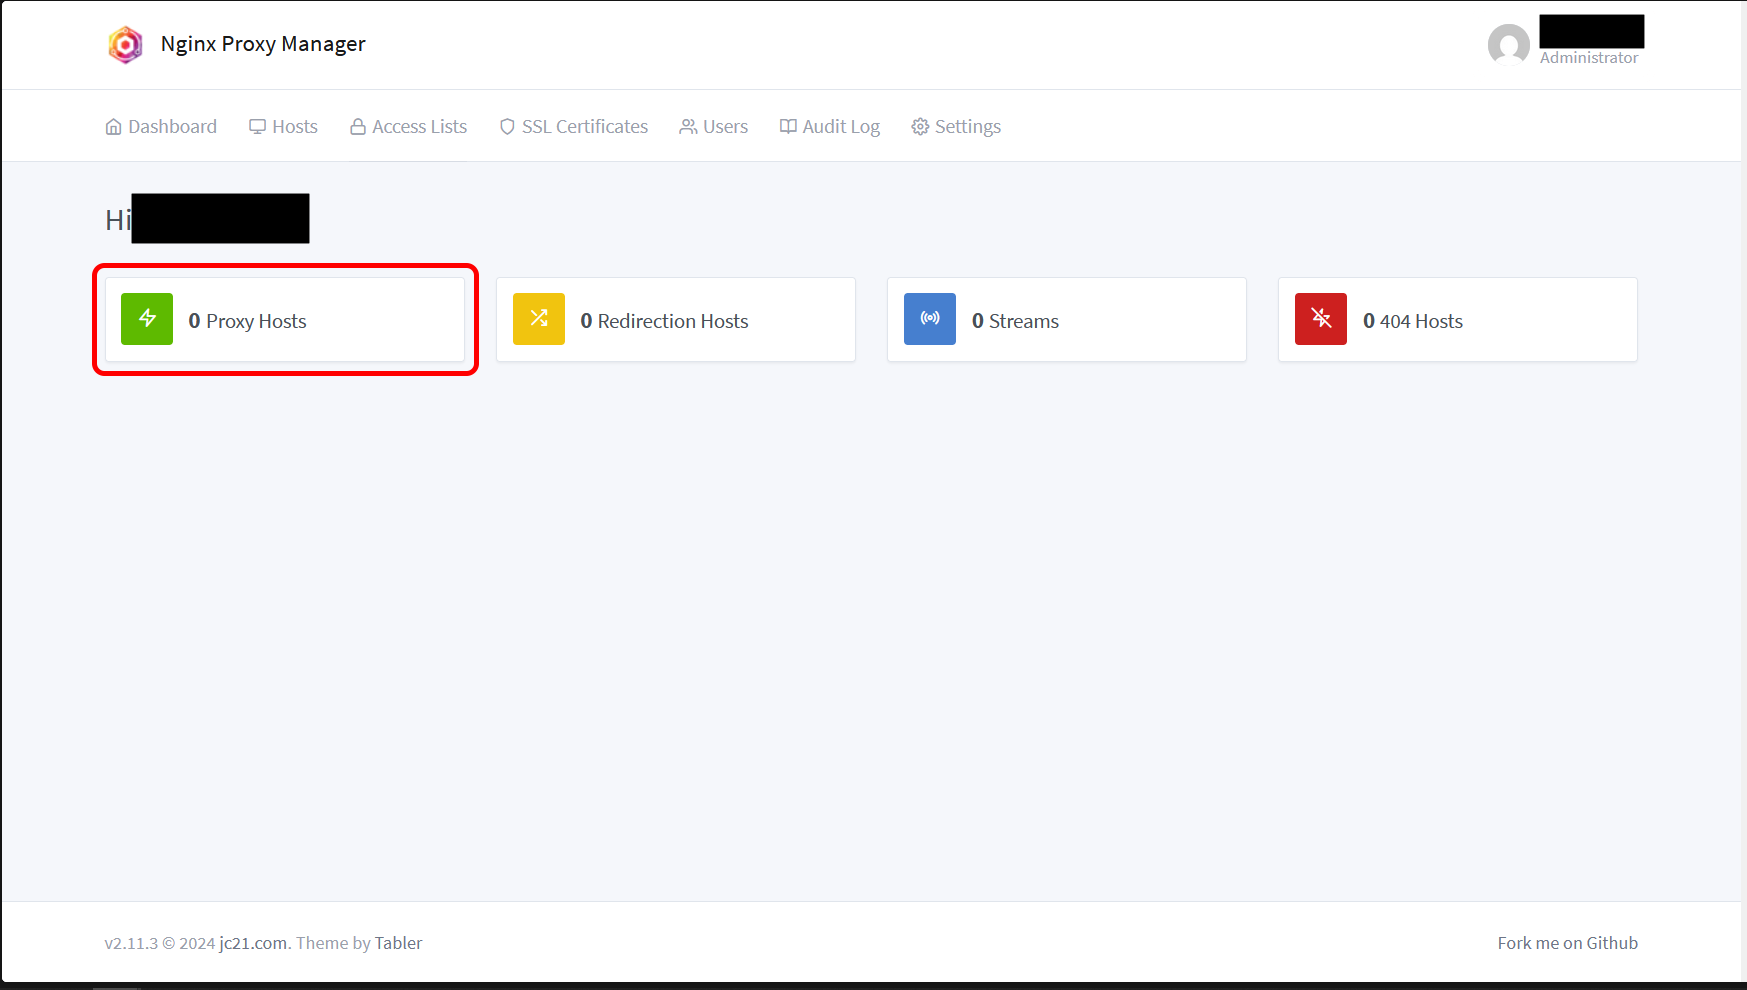 Nginx Proxy Manager
Administrator
Dashboard Hosts Access Lists SSL Certificates Users Audit Log Settings
Hi
0 Proxy Hosts 0 Redirection Hosts 0 Streams 0 404 Hosts
v2.11.3 © 2024 jc21.com. Theme by Tabler Fork me on Github